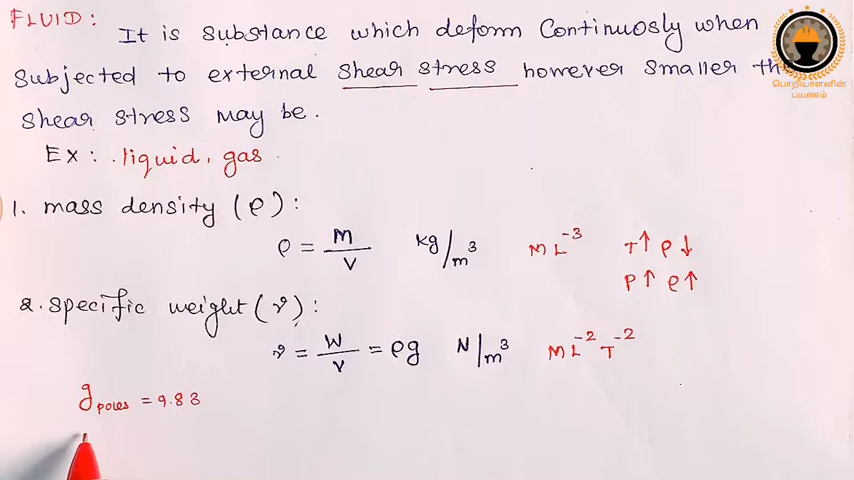 FLUID: It is substance which deform Continuosly when
subjected to external shear stress however smaller the
shear stress may be.
பொறியாளனின்
பயணம்
Ex: liquid, gas
1. mass density (ρ):
ρ = m/v kg/m³ ML⁻³ T↑ ρ↓
P↑ ρ↑
2. specific weight (γ):
γ = W/V = ρg N/m³ ML⁻²T⁻²
g poles = 9.83